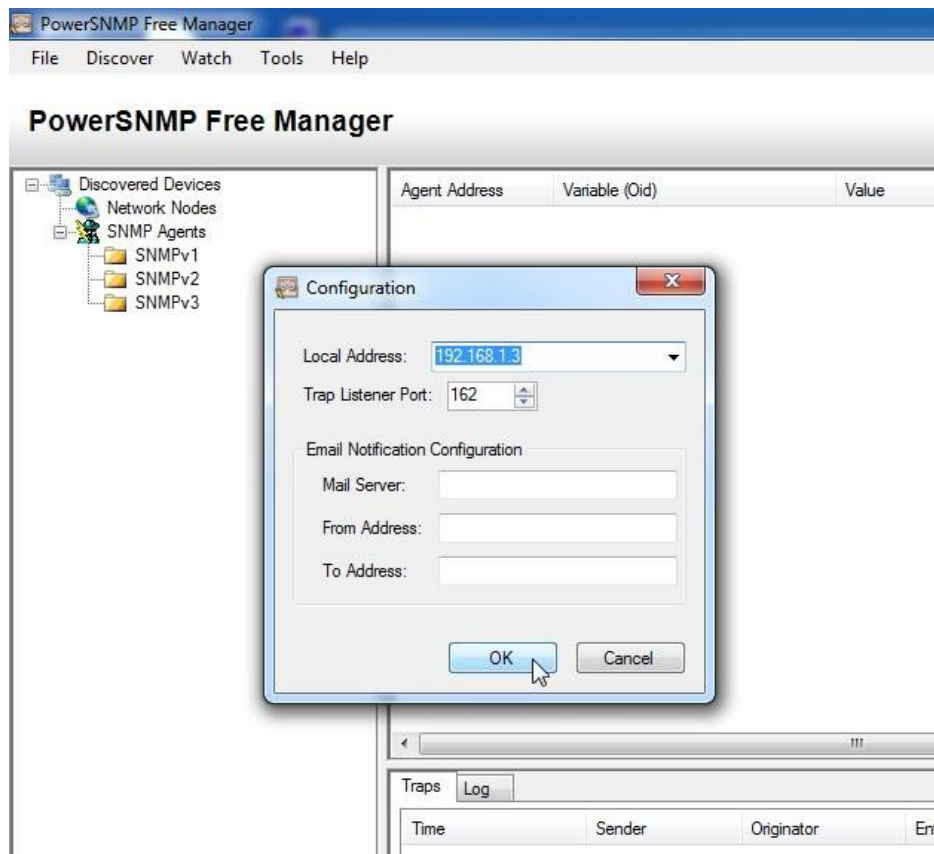 PowerSNMP Free Manager
File Discover Watch Tools Help
PowerSNMP Free Manager
Discovered Devices
Network Nodes
SNMP Agents
SNMPv1
SNMPv2
SNMPv3
Agent Address Variable (Oid) Value
Configuration
Local Address: 192.168.1.3
Trap Listener Port: 162
Email Notification Configuration
Mail Server:
From Address:
To Address:
OK Cancel
Traps Log
Time Sender Originator